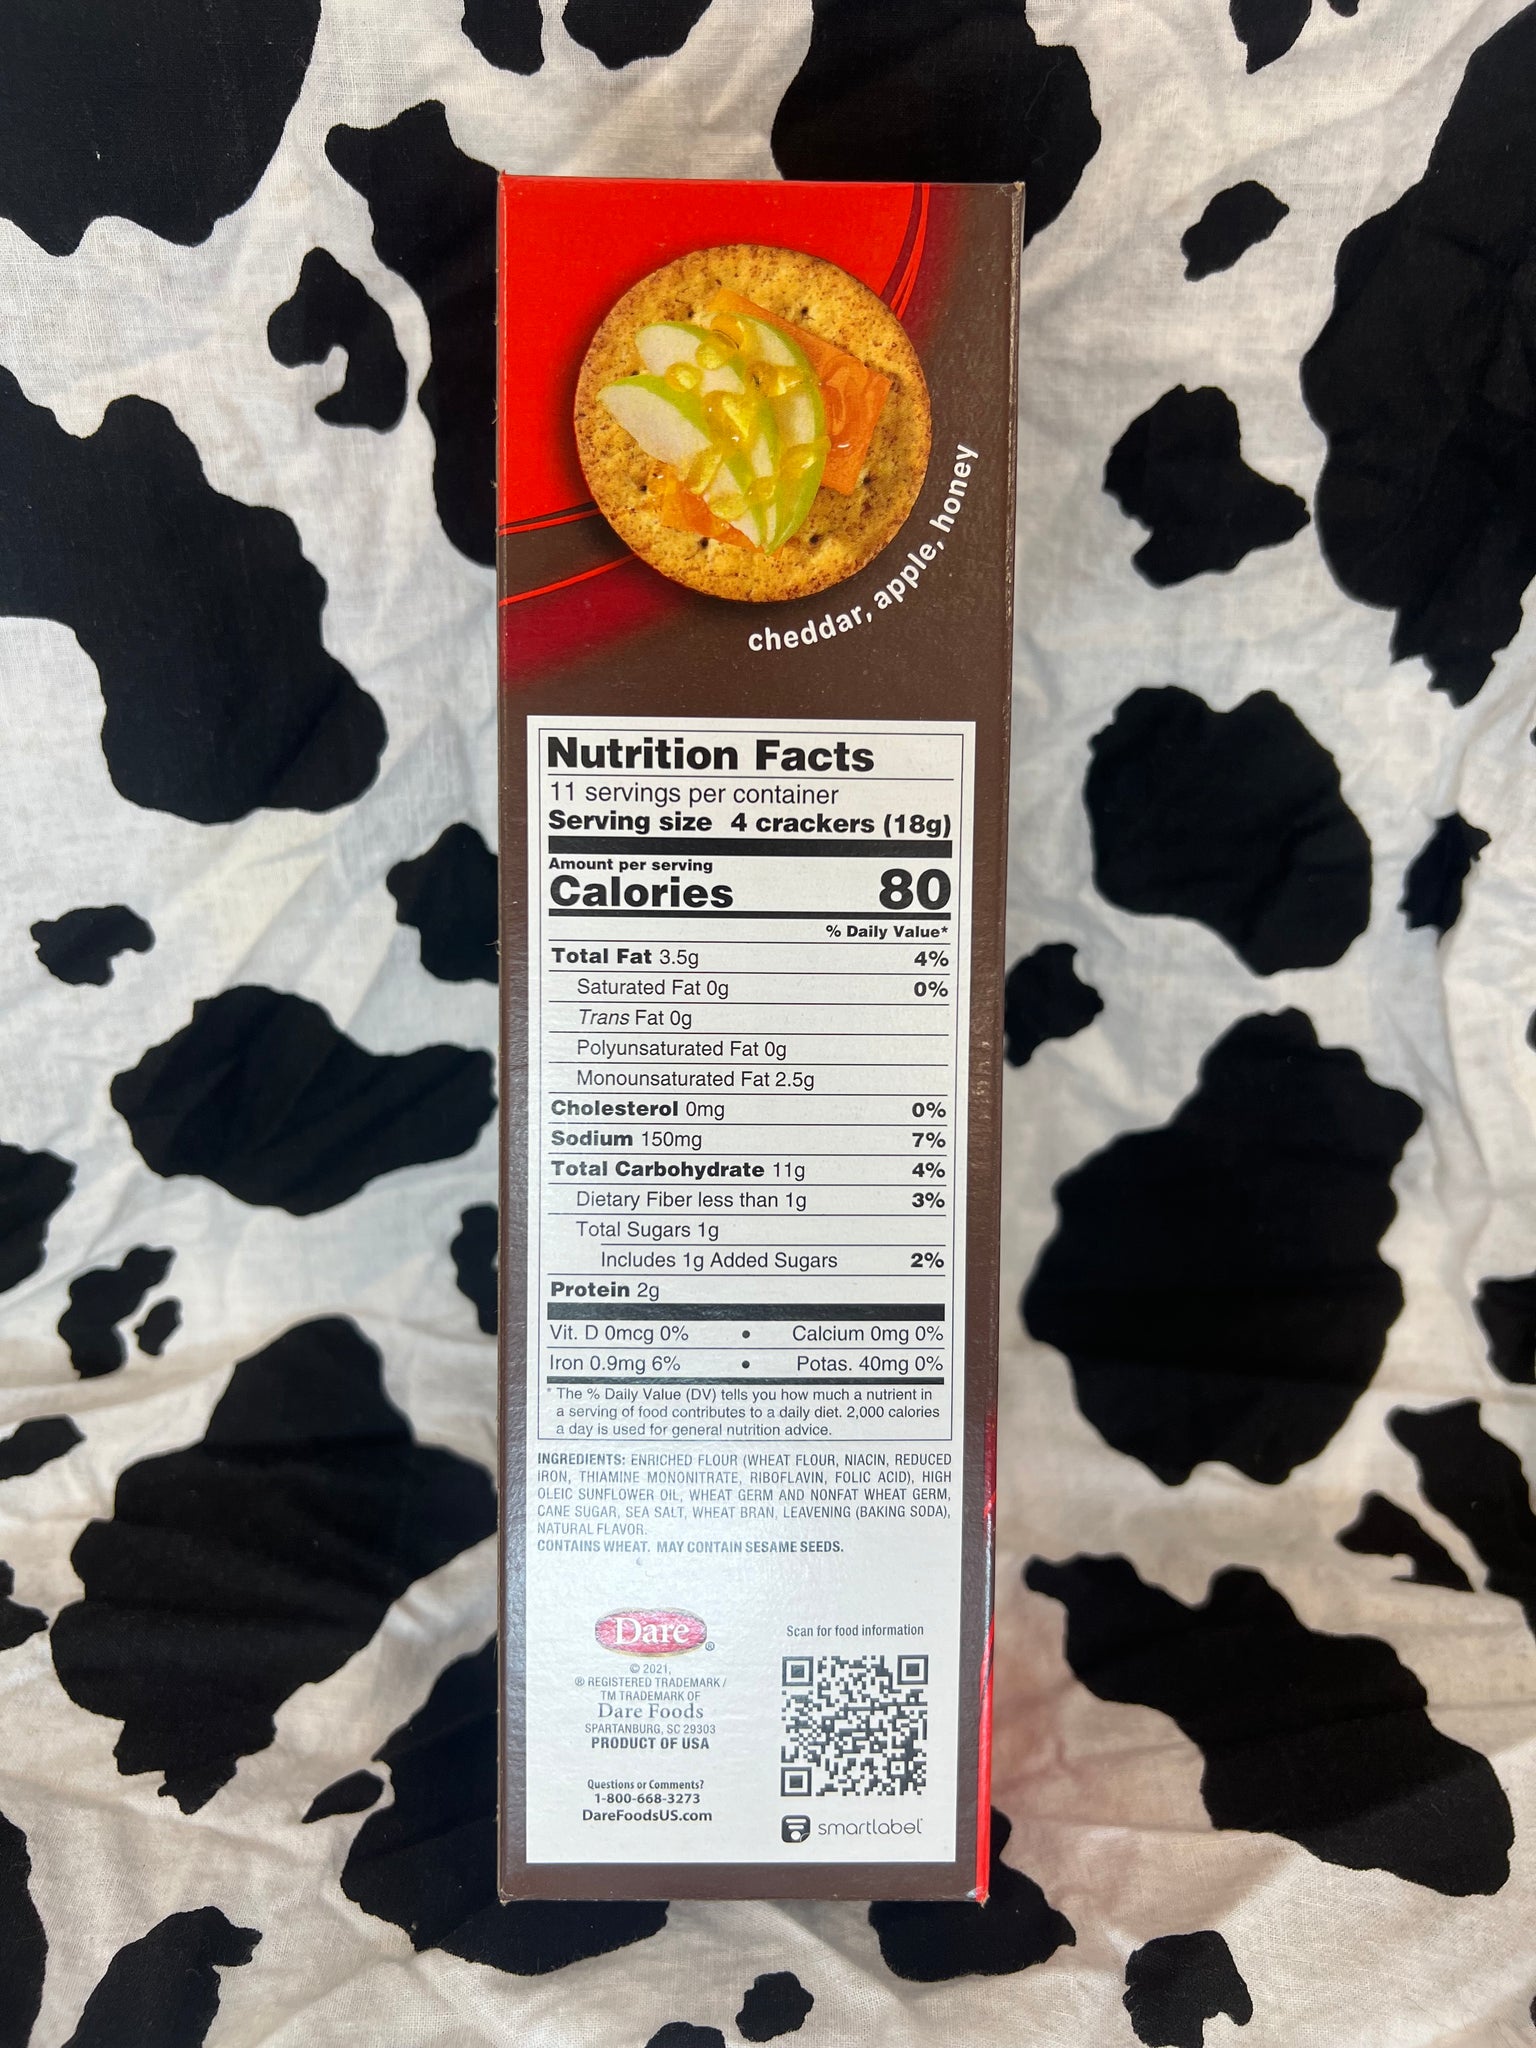 cheddar, apple, honey
Nutrition Facts
11 servings per container
Serving size 4 crackers (18g)
Amount per serving
Calories 80
% Daily Value*
Total Fat 3.5g 4%
Saturated Fat 0g 0%
Trans Fat 0g
Polyunsaturated Fat 0g
Monounsaturated Fat 2.5g
Cholesterol 0mg 0%
Sodium 150mg 7%
Total Carbohydrate 11g 4%
Dietary Fiber less than 1g 3%
Total Sugars 1g
Includes 1g Added Sugars 2%
Protein 2g
Vit. D 0mcg 0% • Calcium 0mg 0%
Iron 0.9mg 6% • Potas. 40mg 0%
* The % Daily Value (DV) tells you how much a nutrient in
a serving of food contributes to a daily diet. 2,000 calories
a day is used for general nutrition advice.
INGREDIENTS: ENRICHED FLOUR (WHEAT FLOUR, NIACIN, REDUCED
IRON, THIAMINE MONONITRATE, RIBOFLAVIN, FOLIC ACID), HIGH
OLEIC SUNFLOWER OIL, WHEAT GERM AND NONFAT WHEAT GERM,
CANE SUGAR, SEA SALT, WHEAT BRAN, LEAVENING (BAKING SODA),
NATURAL FLAVOR.
CONTAINS WHEAT. MAY CONTAIN SESAME SEEDS.
Dare®
© 2021,
® REGISTERED TRADEMARK /
TM TRADEMARK OF
Dare Foods
SPARTANBURG, SC 29303
PRODUCT OF USA
Questions or Comments?
1-800-668-3273
DareFoodsUS.com
Scan for food information
smartlabel™